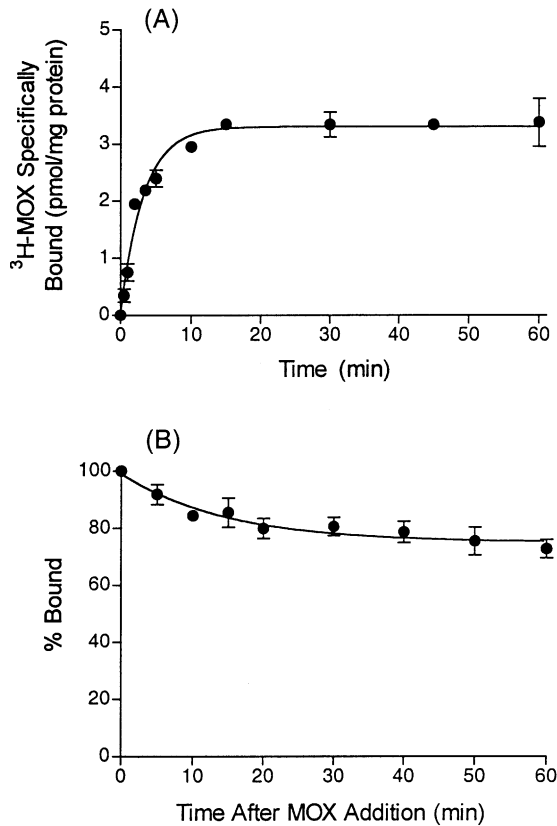 (A)
³H-MOX Specifically
Bound (pmol/mg protein)
5
4
3
2
1
0
0 10 20 30 40 50 60
Time (min)
(B)
% Bound
100
80
60
40
20
0
0 10 20 30 40 50 60
Time After MOX Addition (min)